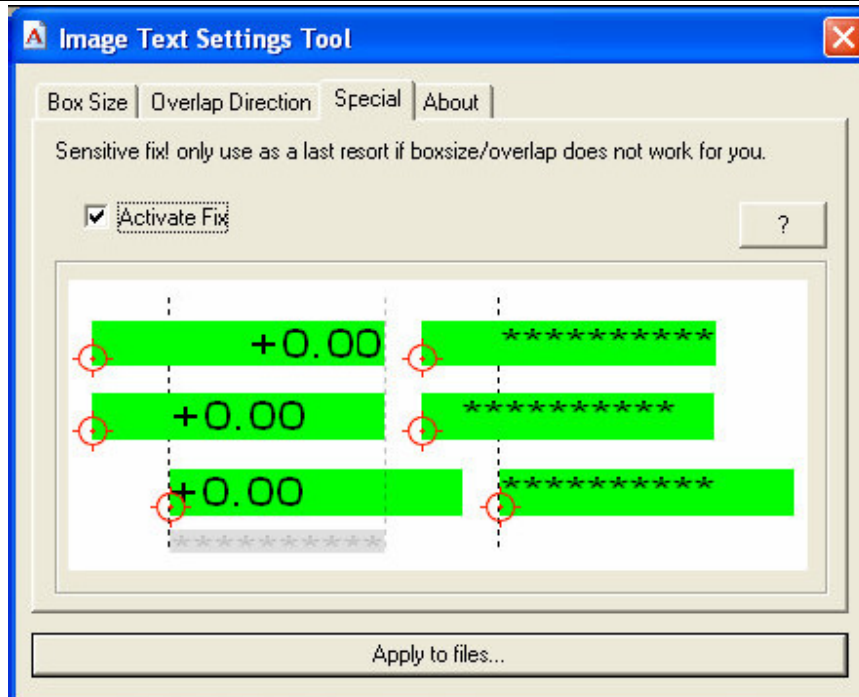 Image Text Settings Tool
Box Size Overlap Direction Special About
Sensitive fix! only use as a last resort if boxsize/overlap does not work for you.
Activate Fix
?
+0.00 **********
+0.00 **********
+0.00 **********
**********
Apply to files...